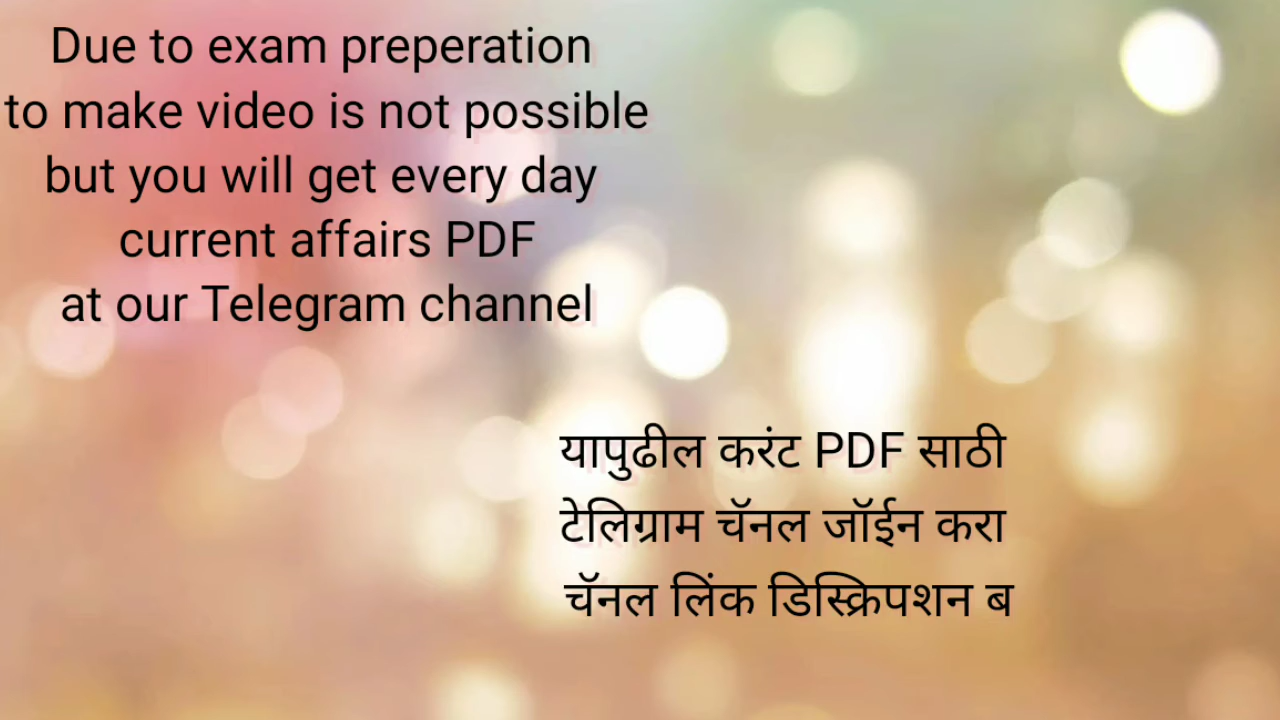 Due to exam preperation
to make video is not possible
but you will get every day
current affairs PDF
at our Telegram channel
यापुढील करंट PDF साठी
टेलिग्राम चॅनल जॉईन करा
चॅनल लिंक डिस्क्रिपशन ब